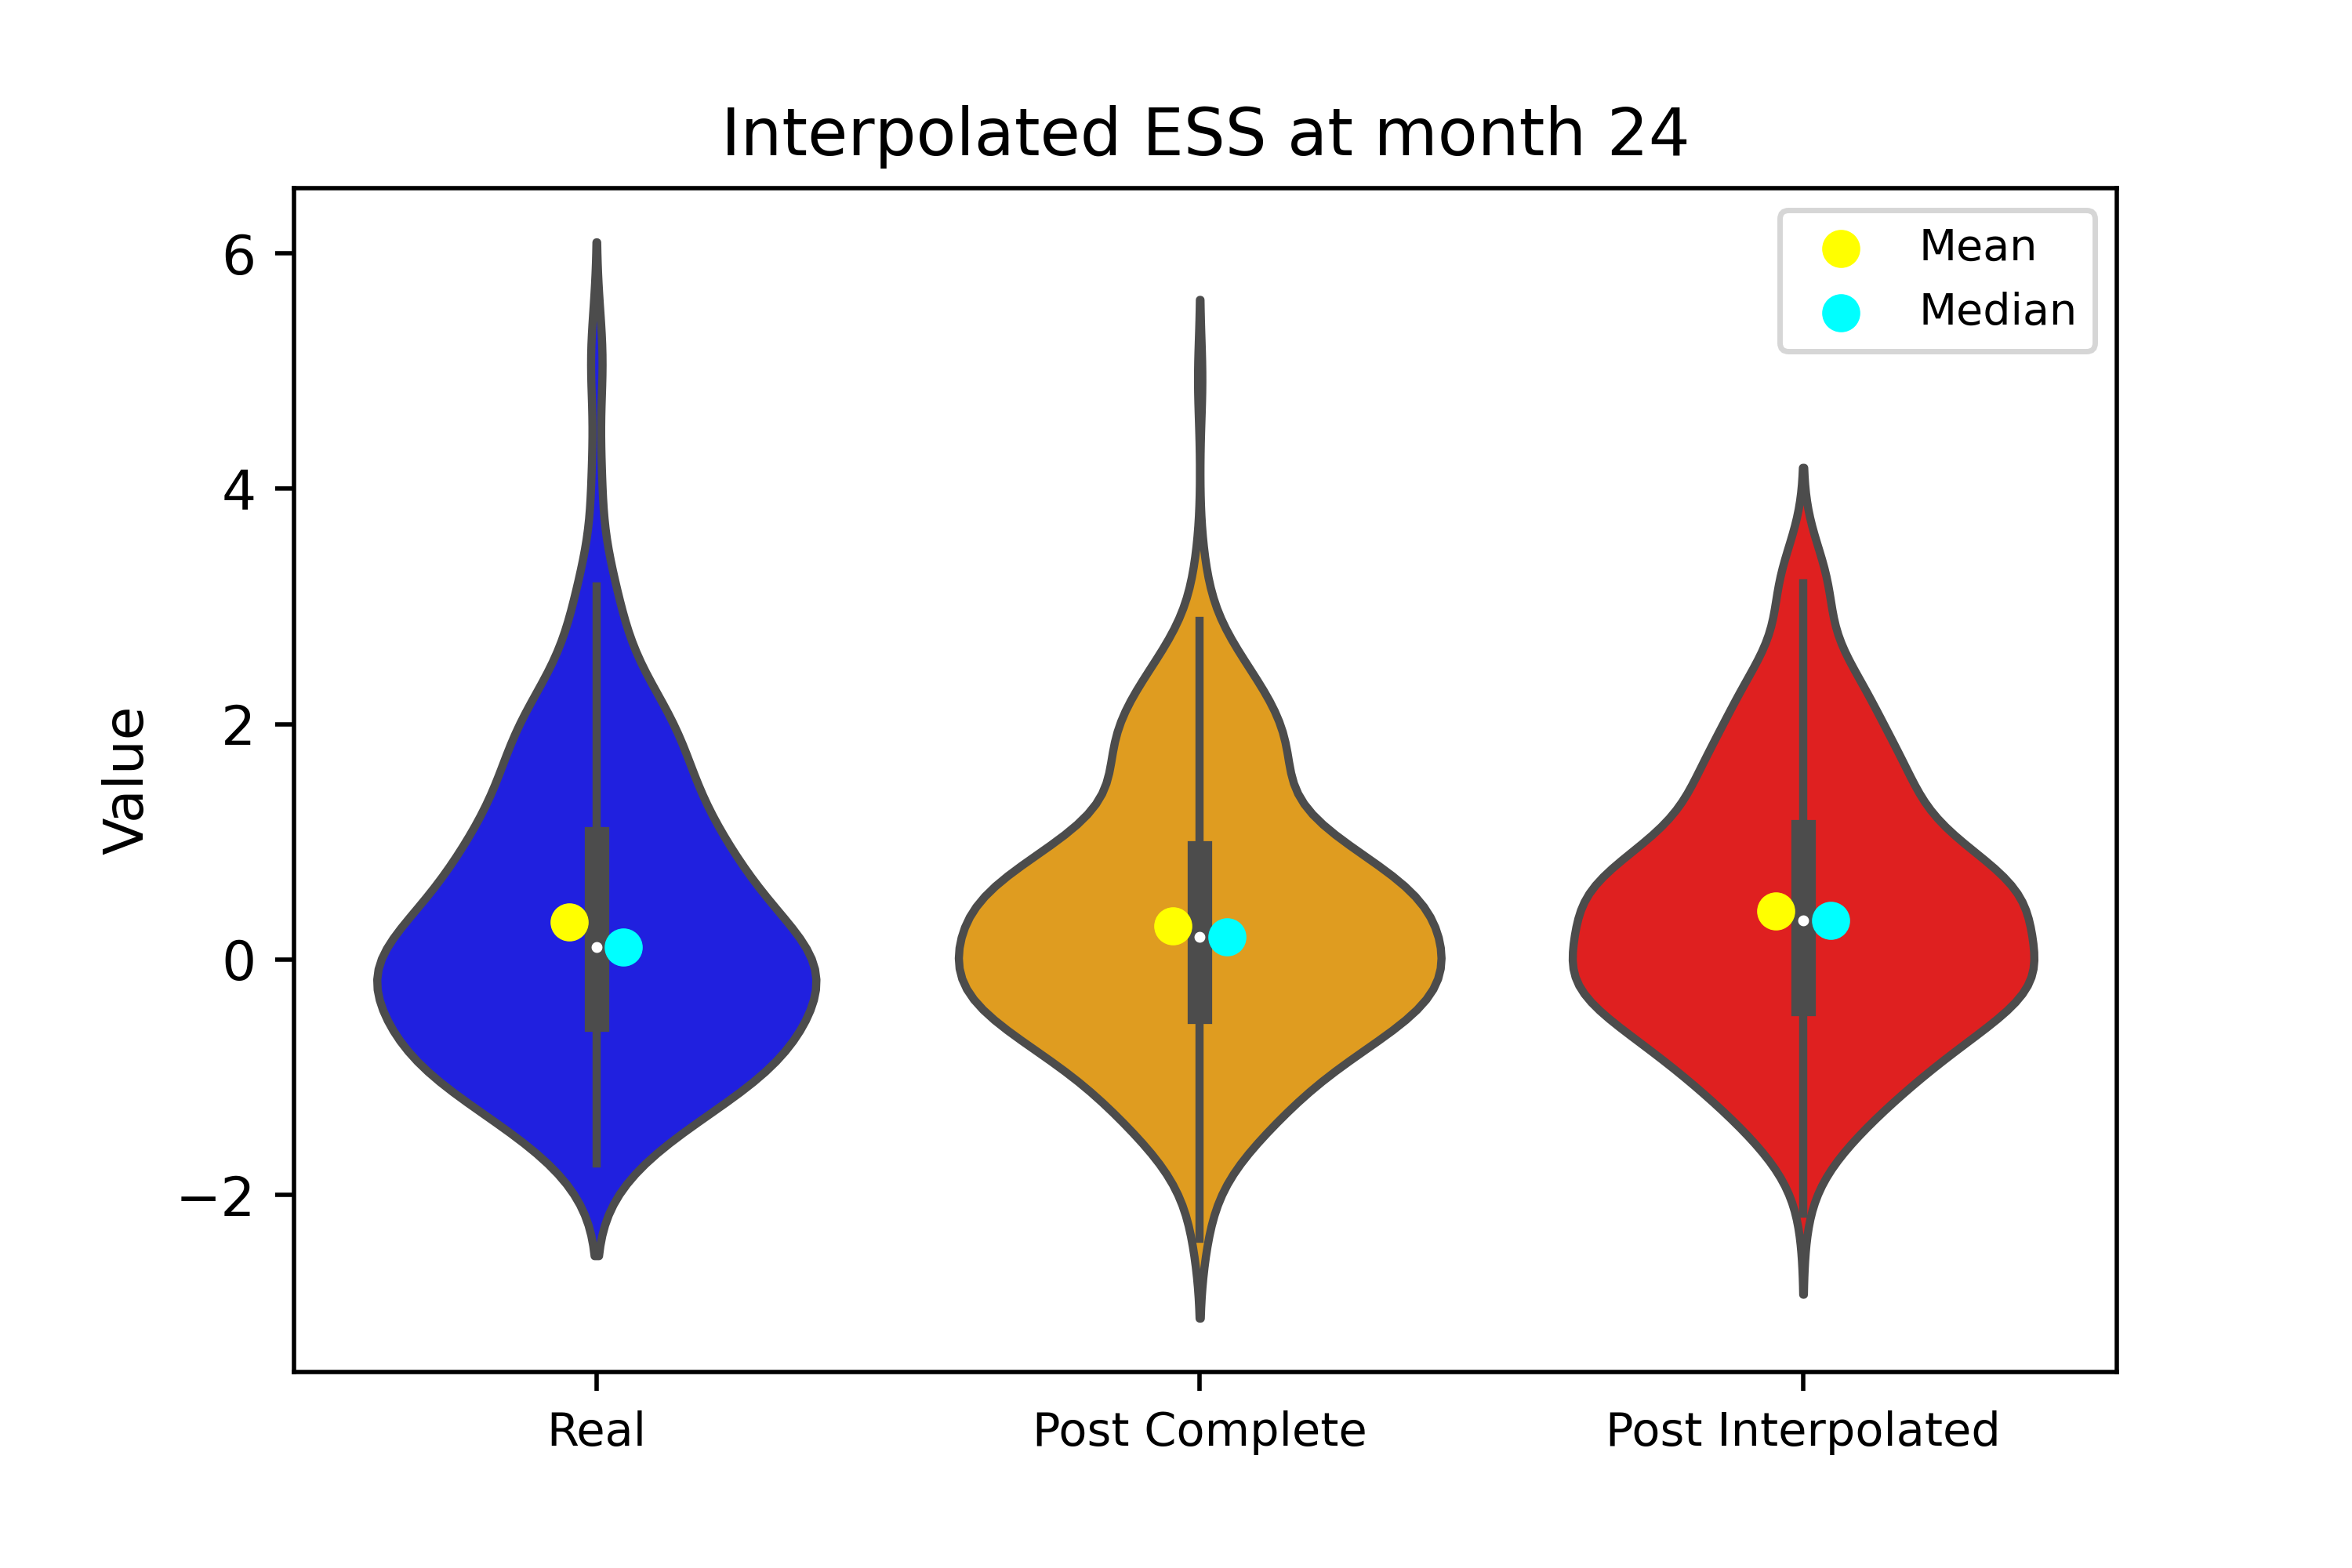 Interpolated ESS at month 24
Mean
Median
6
4
2
0
−2
Value
Real
Post Complete
Post Interpolated